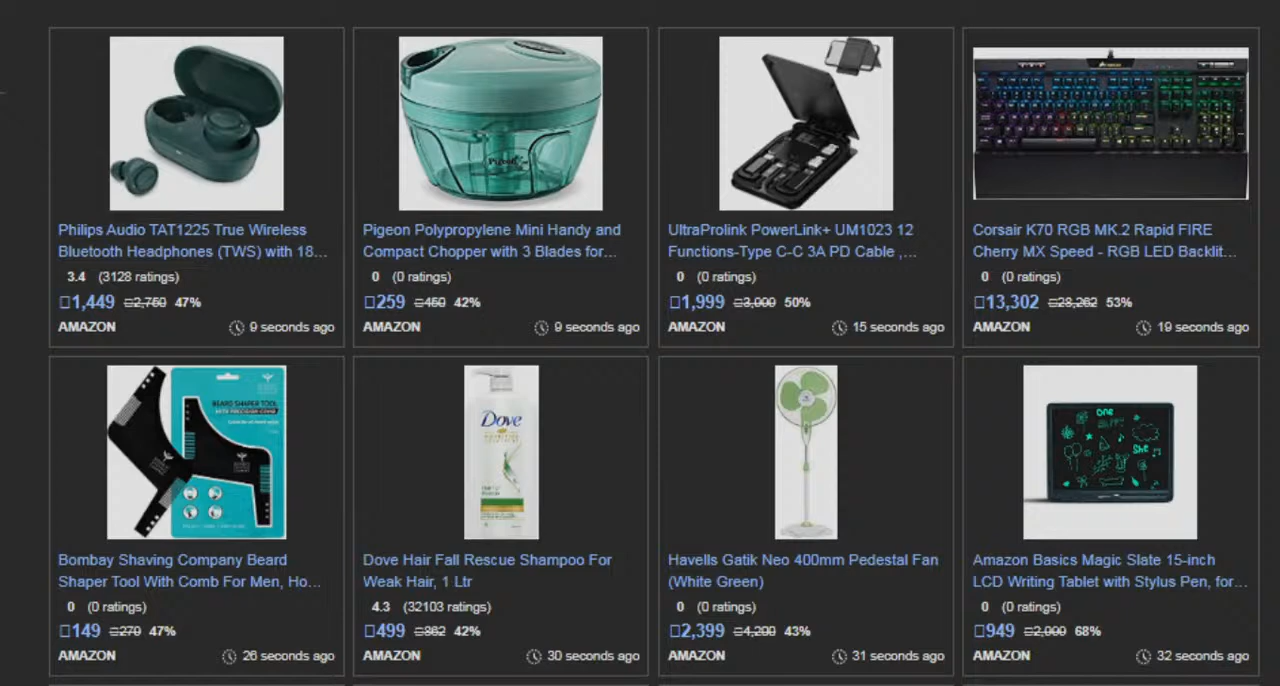 Philips Audio TAT1225 True Wireless
Bluetooth Headphones (TWS) with 18...
3.4 (3128 ratings)
1,449 2,750 47%
AMAZON 9 seconds ago
Pigeon Polypropylene Mini Handy and
Compact Chopper with 3 Blades for...
0 (0 ratings)
259 450 42%
AMAZON 9 seconds ago
UltraProlink PowerLink+ UM1023 12
Functions-Type C-C 3A PD Cable ,...
0 (0 ratings)
1,999 3,000 50%
AMAZON 15 seconds ago
Corsair K70 RGB MK.2 Rapid FIRE
Cherry MX Speed - RGB LED Backlit...
0 (0 ratings)
13,302 28,262 53%
AMAZON 19 seconds ago
BEARD SHAPER TOOL
Bombay Shaving Company Beard
Shaper Tool With Comb For Men, Ho...
0 (0 ratings)
149 270 47%
AMAZON 26 seconds ago
Dove
Dove Hair Fall Rescue Shampoo For
Weak Hair, 1 Ltr
4.3 (32103 ratings)
499 862 42%
AMAZON 30 seconds ago
Havells Gatik Neo 400mm Pedestal Fan
(White Green)
0 (0 ratings)
2,399 4,200 43%
AMAZON 31 seconds ago
one
She
Amazon Basics Magic Slate 15-inch
LCD Writing Tablet with Stylus Pen, for...
0 (0 ratings)
949 2,000 68%
AMAZON 32 seconds ago